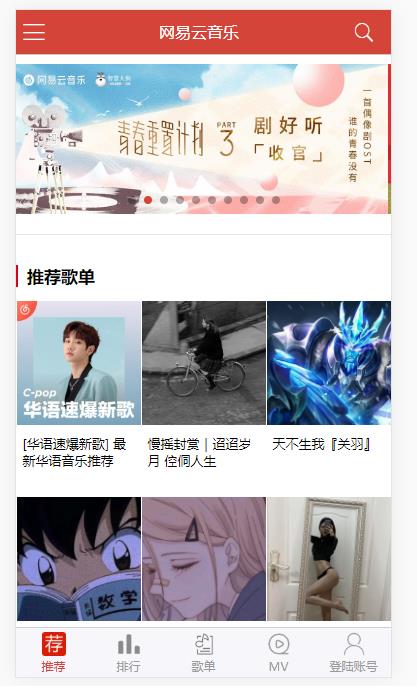 网易云音乐
网易云音乐
青春重置计划
PART
3
剧好听
「收官」
一首偶像剧OST
谁的青春没有
推荐歌单
C-pop
华语速爆新歌
[华语速爆新歌] 最
新华语音乐推荐
慢摇封赏｜迢迢岁
月 倥侗人生
天不生我『关羽』
数学
荐
推荐
排行
歌单
MV
登陆账号